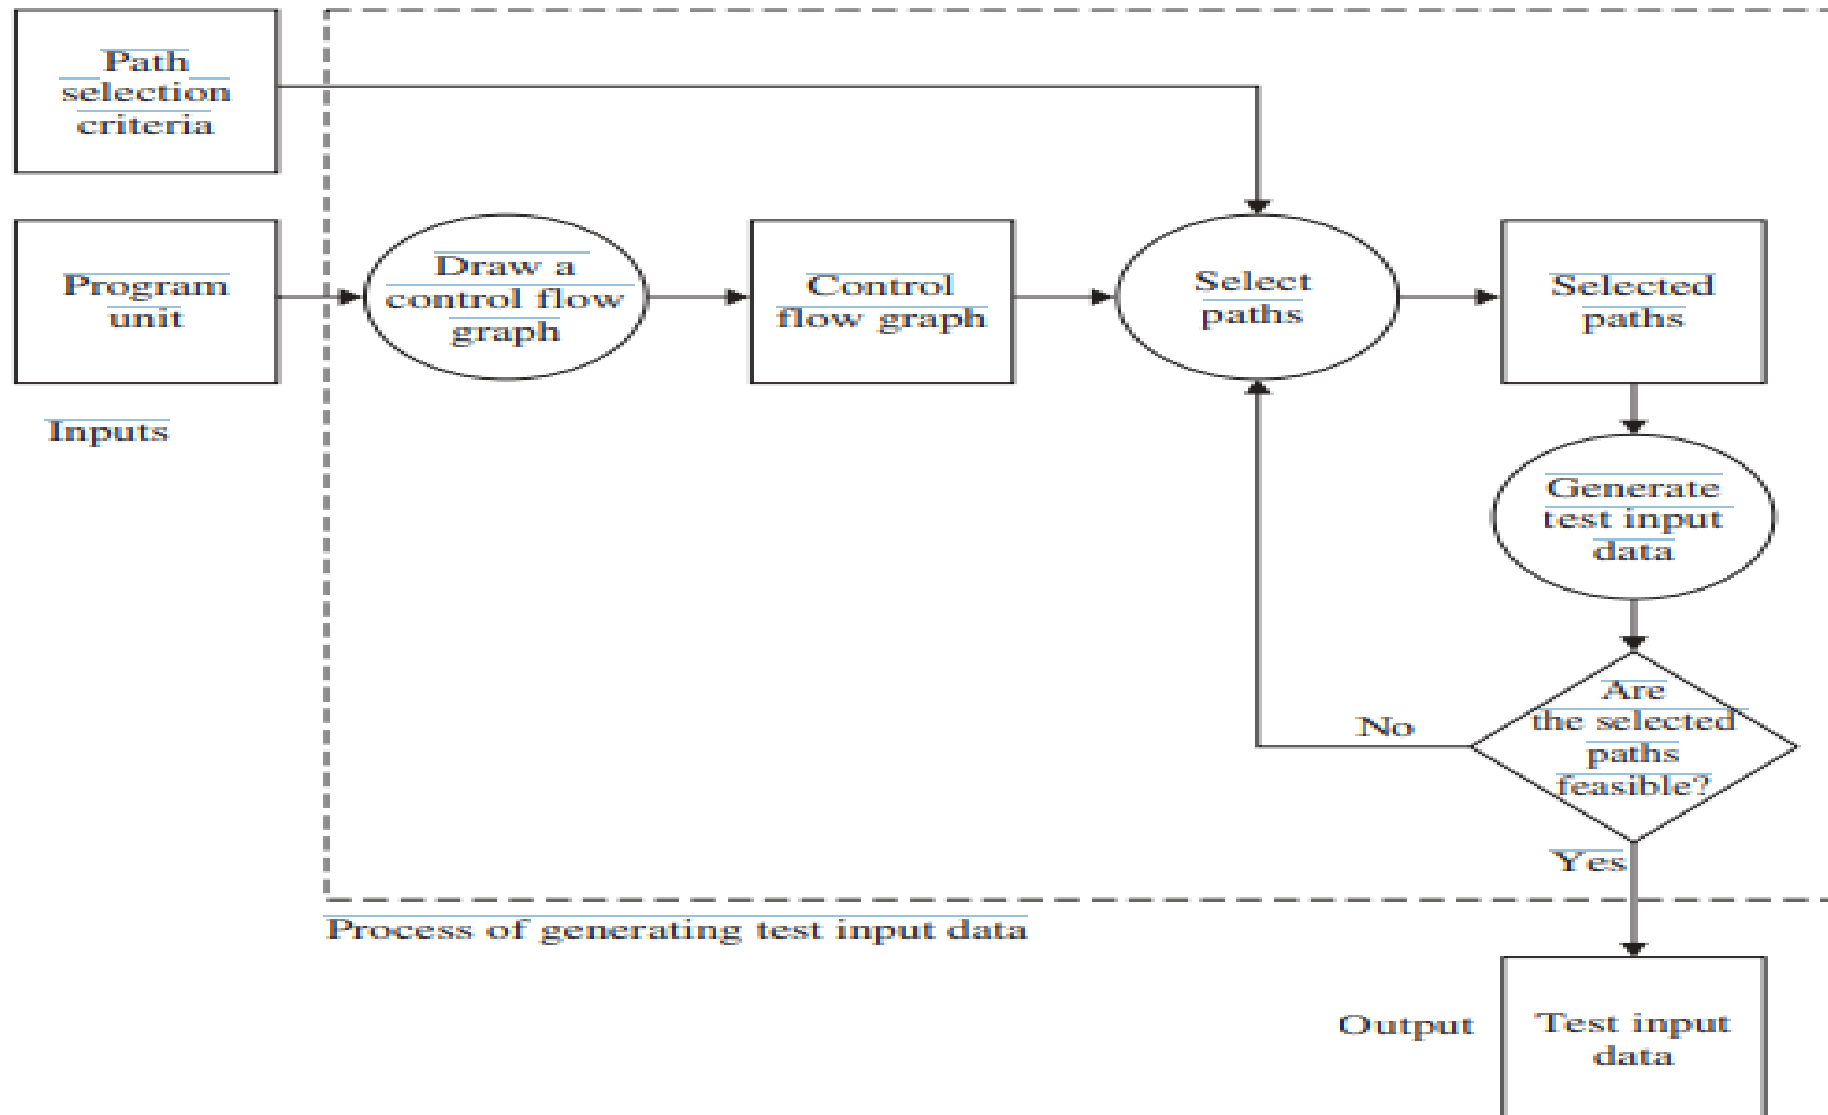 Path
selection
criteria
Program
unit
Inputs
Draw a
control flow
graph
Control
flow graph
Select
paths
Selected
paths
Generate
test input
data
Are
the selected
paths
feasible?
No
Yes
Process of generating test input data
Output
Test input
data